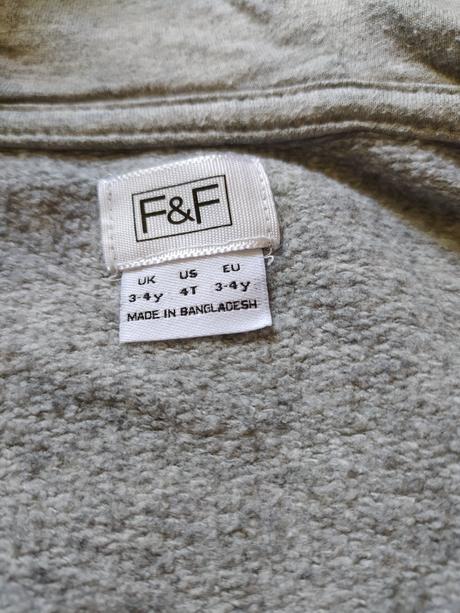 F&F
UK US EU
3-4y 4T 3-4y
MADE IN BANGLADESH